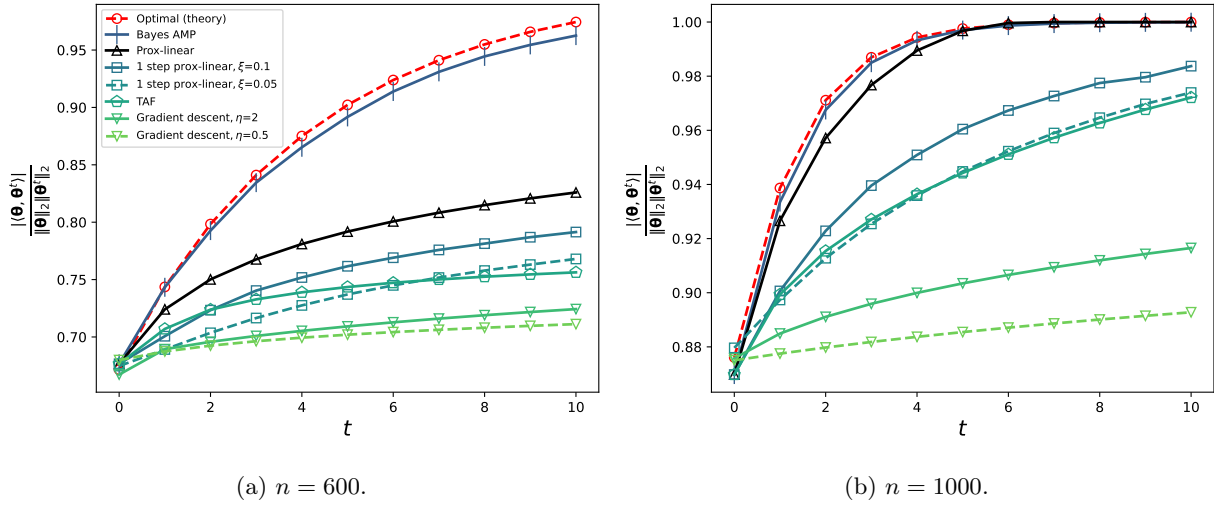 Optimal (theory)
Bayes AMP
Prox-linear
1 step prox-linear, ξ=0.1
1 step prox-linear, ξ=0.05
TAF
Gradient descent, η=2
Gradient descent, η=0.5
0.95
0.90
0.85
0.80
0.75
0.70
|⟨θ, θ^t⟩|
‖θ‖₂‖θ^t‖₂
0 2 4 6 8 10
t
(a) n = 600.
1.00
0.98
0.96
0.94
0.92
0.90
0.88
|⟨θ, θ^t⟩|
‖θ‖₂‖θ^t‖₂
0 2 4 6 8 10
t
(b) n = 1000.